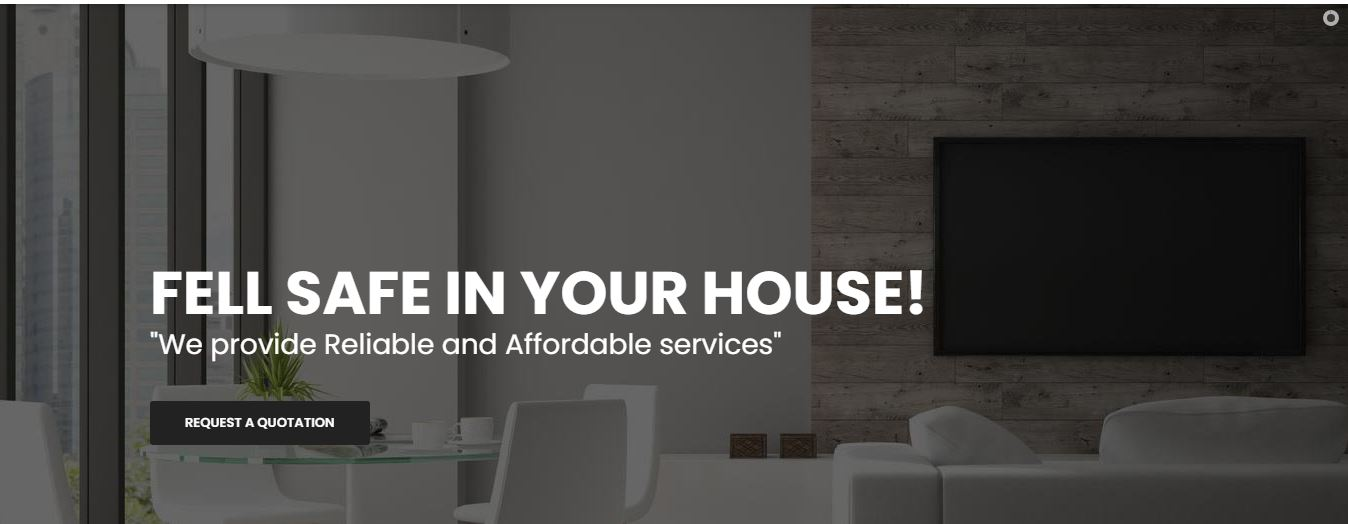 FELL SAFE IN YOUR HOUSE!
"We provide Reliable and Affordable services"
REQUEST A QUOTATION